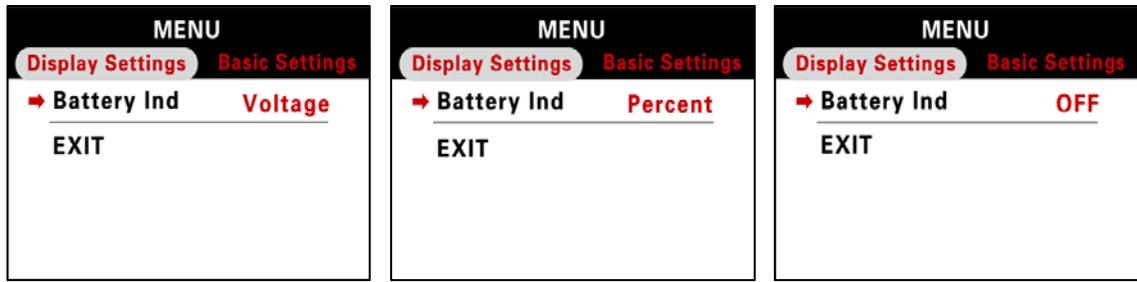 MENU
Display Settings Basic Settings
Battery Ind Voltage
EXIT
MENU
Display Settings Basic Settings
Battery Ind Percent
EXIT
MENU
Display Settings Basic Settings
Battery Ind OFF
EXIT